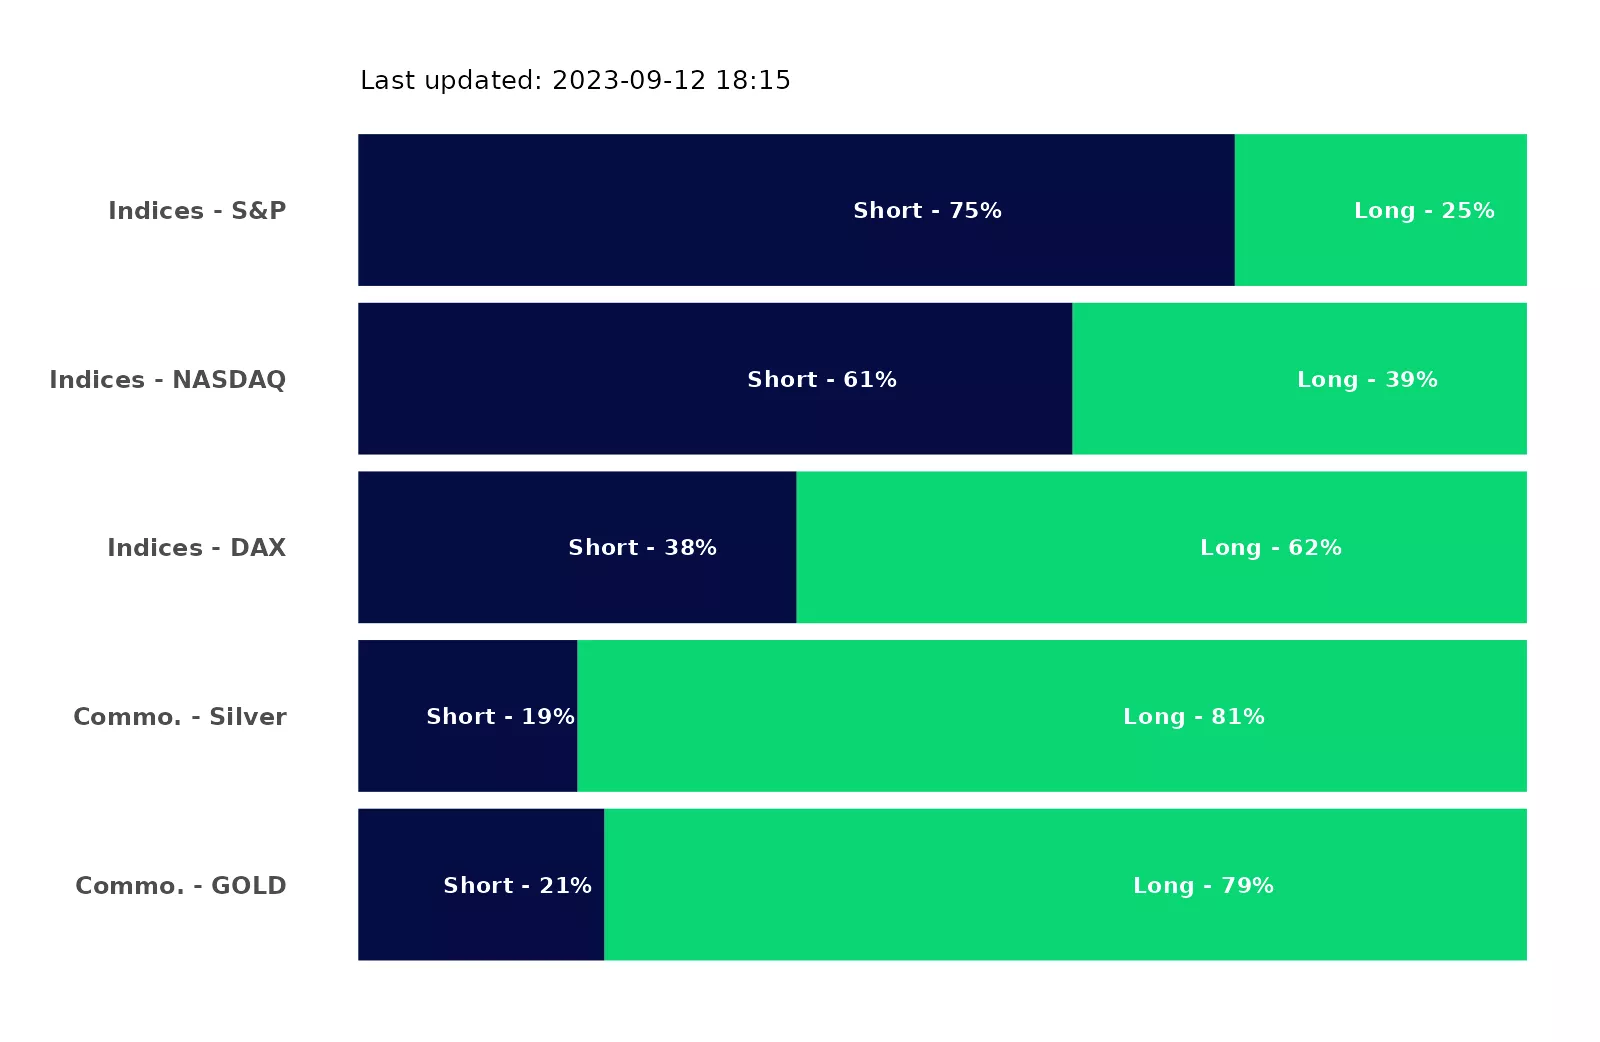 Last updated: 2023-09-12 18:15
Indices - S&P
Short - 75%
Long - 25%
Indices - NASDAQ
Short - 61%
Long - 39%
Indices - DAX
Short - 38%
Long - 62%
Commo. - Silver
Short - 19%
Long - 81%
Commo. - GOLD
Short - 21%
Long - 79%